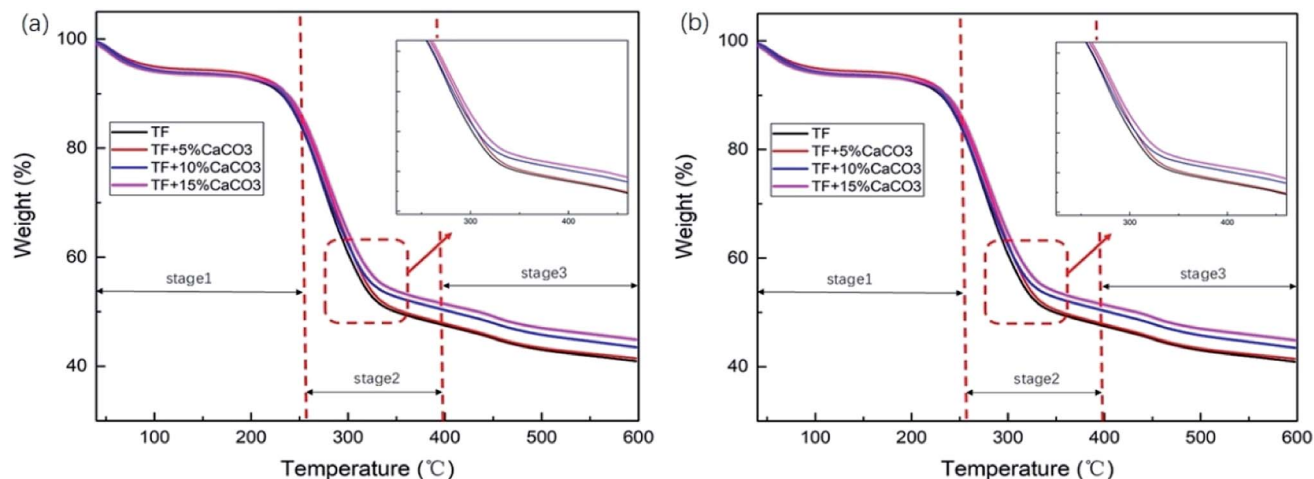 (a)
100
80
60
40
Weight (%)
TF
TF+5%CaCO3
TF+10%CaCO3
TF+15%CaCO3
300
400
stage1
stage3
stage2
100
200
300
400
500
600
Temperature (℃)
(b)
100
80
60
40
Weight (%)
TF
TF+5%CaCO3
TF+10%CaCO3
TF+15%CaCO3
300
400
stage1
stage3
stage2
100
200
300
400
500
600
Temperature (℃)